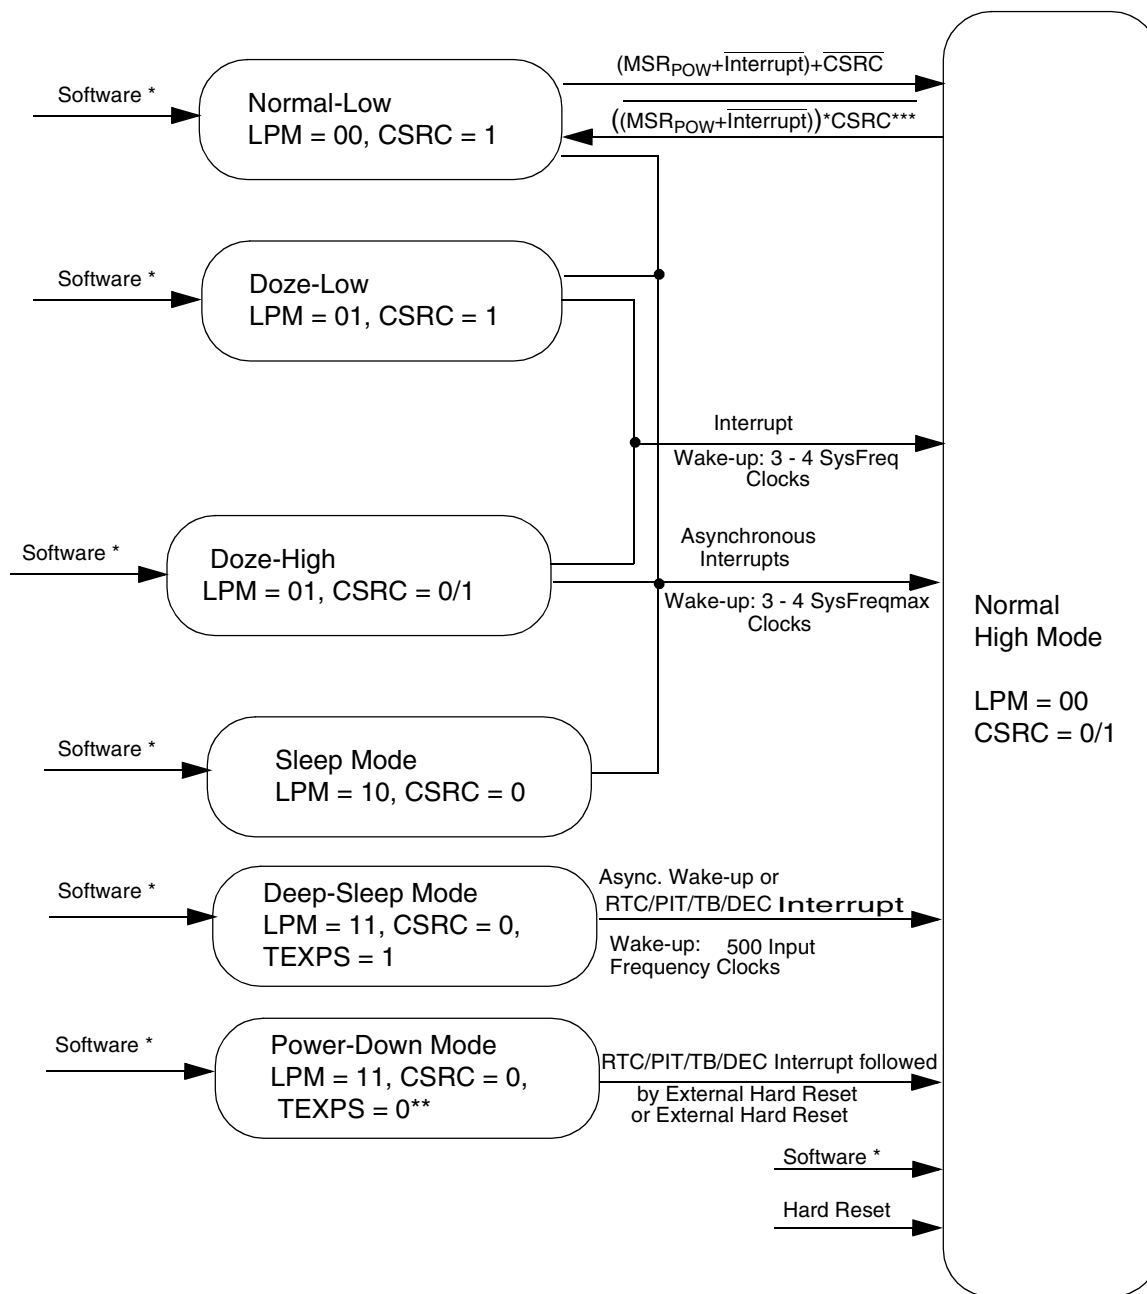 (MSRPOW+Interrupt)+CSRC
Software *
Normal-Low
LPM = 00, CSRC = 1
((MSRPOW+Interrupt))*CSRC***
Software *
Doze-Low
LPM = 01, CSRC = 1
Interrupt
Wake-up: 3 - 4 SysFreq
Clocks
Software *
Doze-High
LPM = 01, CSRC = 0/1
Asynchronous
Interrupts
Wake-up: 3 - 4 SysFreqmax
Clocks
Normal
High Mode
LPM = 00
CSRC = 0/1
Software *
Sleep Mode
LPM = 10, CSRC = 0
Software *
Deep-Sleep Mode
LPM = 11, CSRC = 0,
TEXPS = 1
Async. Wake-up or
RTC/PIT/TB/DEC Interrupt
Wake-up: 500 Input
Frequency Clocks
Software *
Power-Down Mode
LPM = 11, CSRC = 0,
TEXPS = 0**
RTC/PIT/TB/DEC Interrupt followed
by External Hard Reset
or External Hard Reset
Software *
Hard Reset